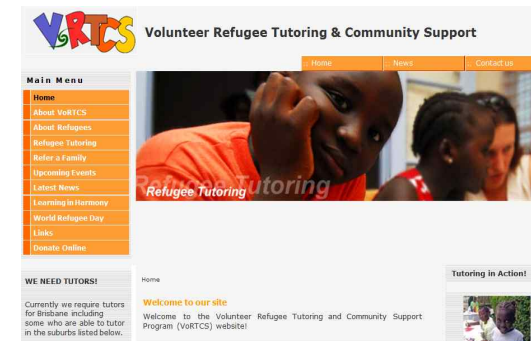 VoRTCS
Volunteer Refugee Tutoring & Community Support
:: Home
:: News
:: Contact us
Main Menu
Home
About VoRTCS
About Refugees
Refugee Tutoring
Refer a Family
Upcoming Events
Latest News
Learning in Harmony
World Refugee Day
Links
Donate Online
Refugee Tutoring
Refugee Tutoring
WE NEED TUTORS!
Currently we require tutors
for Brisbane including
some who are able to tutor
in the suburbs listed below.
Home
Welcome to our site
Welcome to the Volunteer Refugee Tutoring and Community Support
Program (VoRTCS) website!
Tutoring in Action!